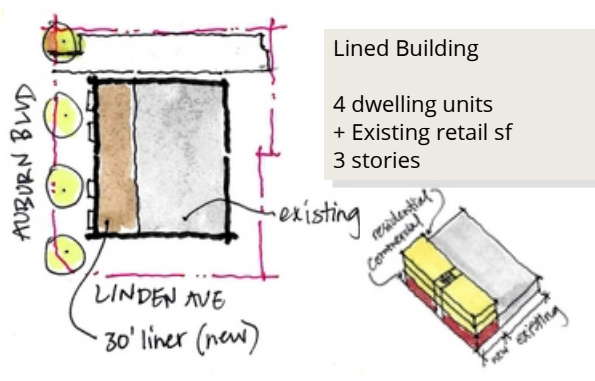 Lined Building
4 dwelling units
+ Existing retail sf
3 stories
AUBURN BLVD
existing
LINDEN AVE
30' liner (new)
residential
commercial
new
existing